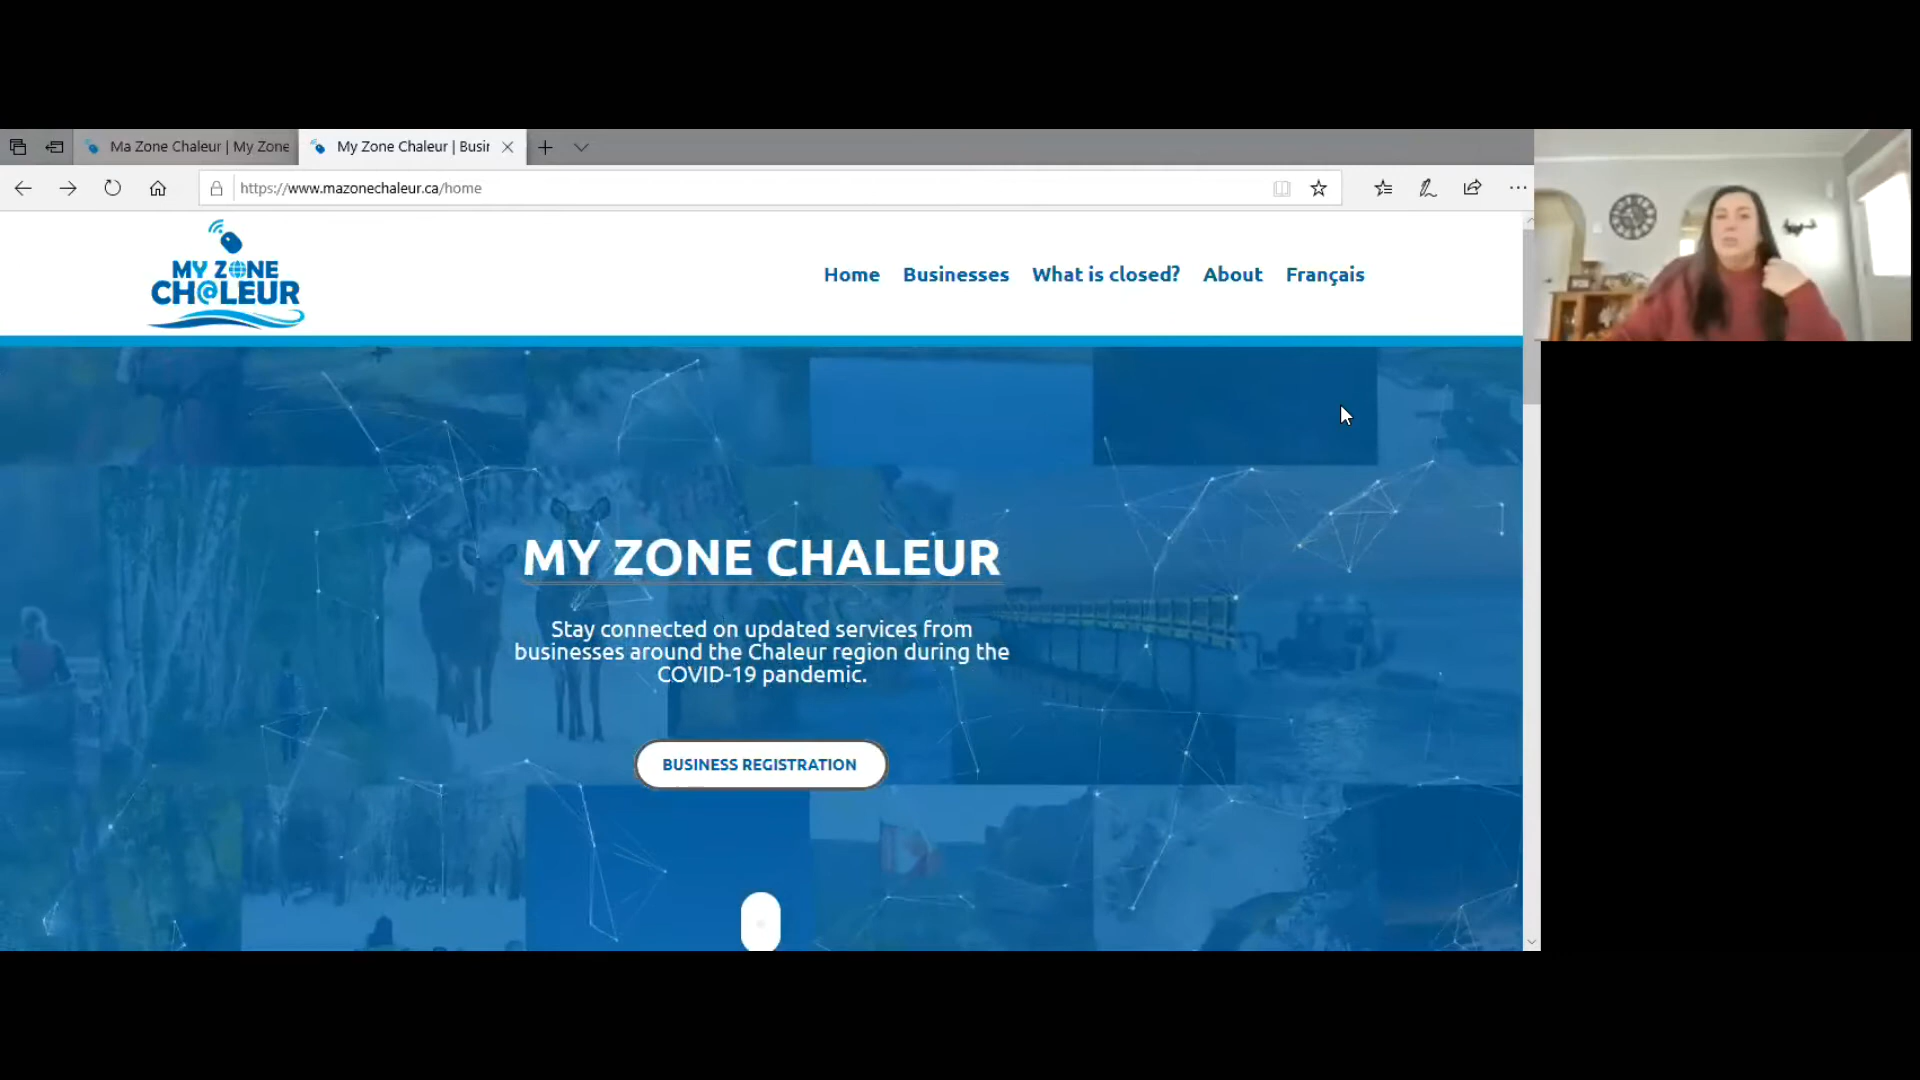 Ma Zone Chaleur | My Zone
My Zone Chaleur | Busin
https://www.mazonechaleur.ca/home
MY ZONE
CH@LEUR
Home Businesses What is closed? About Français
MY ZONE CHALEUR
Stay connected on updated services from
businesses around the Chaleur region during the
COVID-19 pandemic.
BUSINESS REGISTRATION